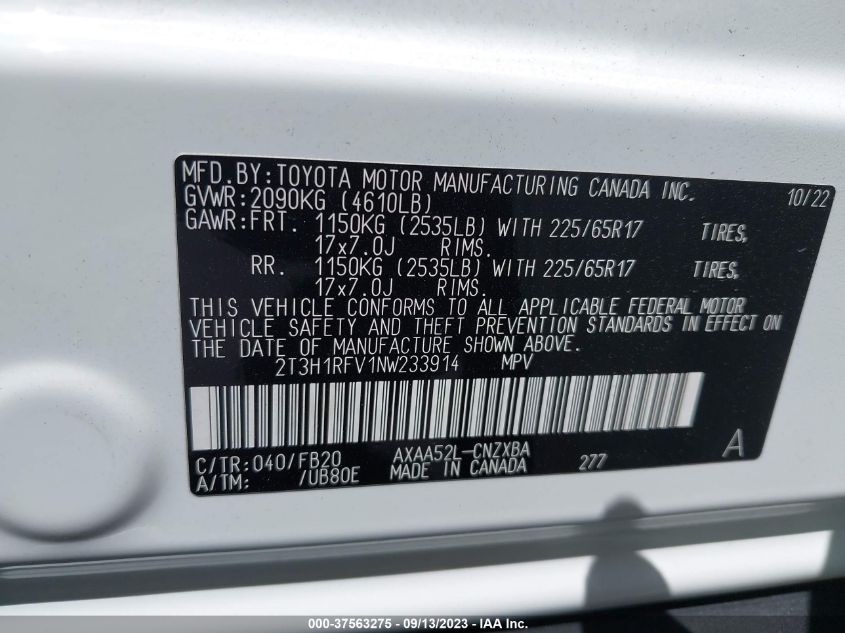 MFD.BY:TOYOTA MOTOR MANUFACTURING CANADA INC. 10/22
GVWR:2090KG (4610LB)
GAWR:FRT. 1150KG (2535LB) WITH 225/65R17 TIRES,
17x7.0J RIMS.
RR. 1150KG (2535LB) WITH 225/65R17 TIRES,
17x7.0J RIMS.
THIS VEHICLE CONFORMS TO ALL APPLICABLE FEDERAL MOTOR
VEHICLE SAFETY AND THEFT PREVENTION STANDARDS IN EFFECT ON
THE DATE OF MANUFACTURE SHOWN ABOVE.
2T3H1RFV1NW233914 MPV
C/TR:040/FB20 AXAA52L-CNZXBA A
A/TM: /UB80E MADE IN CANADA 277
000-37563275 - 09/13/2023 - IAA Inc.